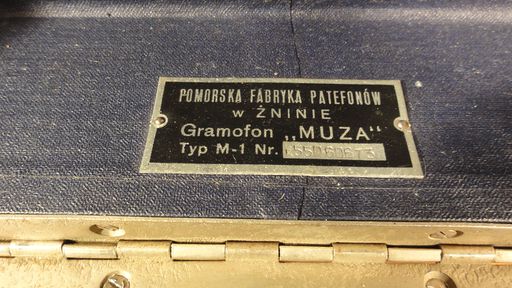 POMORSKA FABRYKA PATEFONÓW
w ŻNINIE
Gramofon „MUZA"
Typ M-1 Nr.